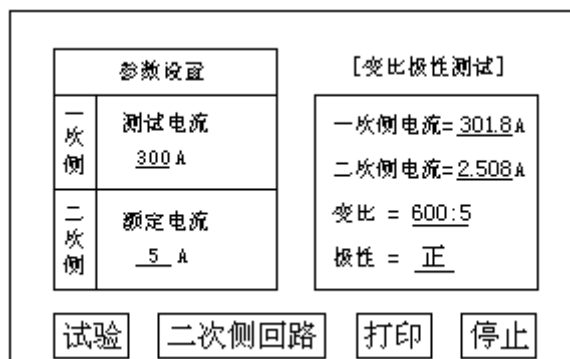 参数设置
一次侧
测试电流
300 A
二次侧
额定电流
5 A
[变比极性测试]
一次侧电流=301.8A
二次侧电流=2.508A
变比 = 600:5
极性 = 正
试验 二次侧回路 打印 停止